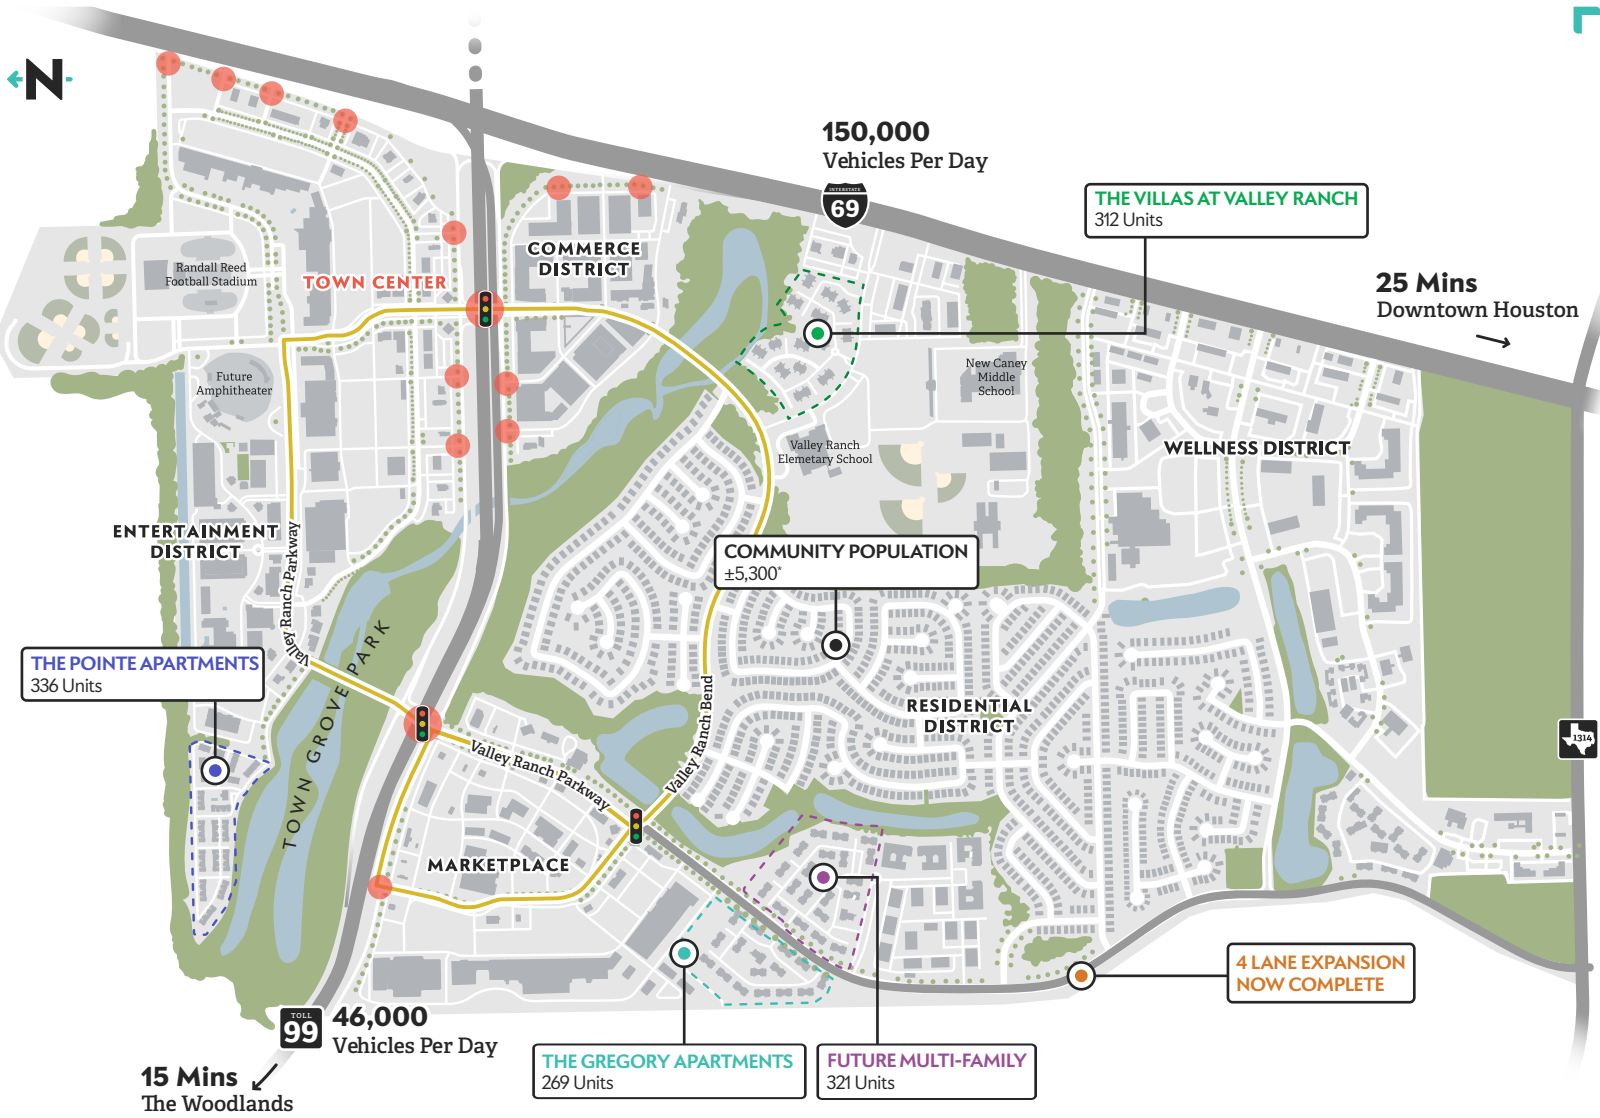 N
150,000
Vehicles Per Day
INTERSTATE
69
THE VILLAS AT VALLEY RANCH
312 Units
25 Mins
Downtown Houston
COMMERCE
DISTRICT
Randall Reed
Football Stadium
TOWN CENTER
Future
Amphitheater
New Caney
Middle
School
Valley Ranch
Elemetary School
WELLNESS DISTRICT
ENTERTAINMENT
DISTRICT
Valley Ranch Parkway
COMMUNITY POPULATION
±5,300*
THE POINTE APARTMENTS
336 Units
TOWN GROVE PARK
RESIDENTIAL
DISTRICT
Valley Ranch Bend
Valley Ranch Parkway
1314
MARKETPLACE
4 LANE EXPANSION
NOW COMPLETE
TOLL
99
46,000
Vehicles Per Day
THE GREGORY APARTMENTS
269 Units
FUTURE MULTI-FAMILY
321 Units
15 Mins
The Woodlands